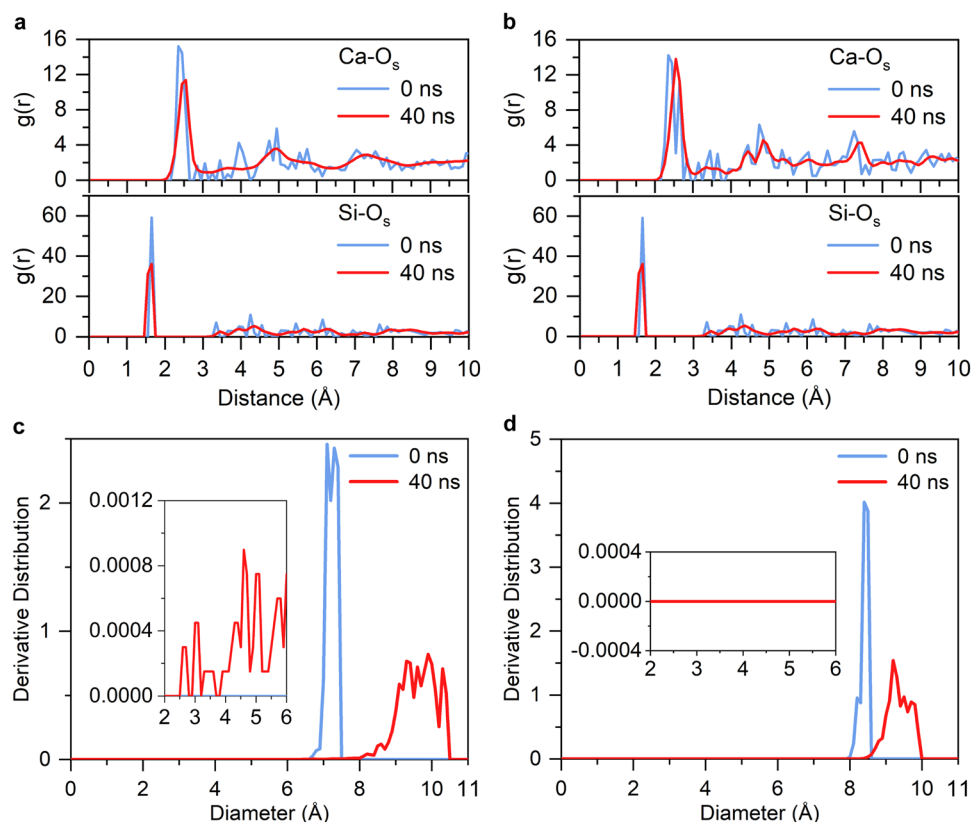 a
16
12
8
4
0
g(r)
Ca-Os
0 ns
40 ns
60
40
20
0
g(r)
Si-Os
0 ns
40 ns
0 1 2 3 4 5 6 7 8 9 10
Distance (Å)
b
16
12
8
4
0
g(r)
Ca-Os
0 ns
40 ns
60
40
20
0
g(r)
Si-Os
0 ns
40 ns
0 1 2 3 4 5 6 7 8 9 10
Distance (Å)
c
2
1
0
Derivative Distribution
0 ns
40 ns
0.0012
0.0008
0.0004
0.0000
2 3 4 5 6
0 1 2 3 4 5 6 7 8 9 10 11
Diameter (Å)
d
5
4
3
2
1
0
Derivative Distribution
0 ns
40 ns
0.0004
0.0000
-0.0004
2 3 4 5 6
0 1 2 3 4 5 6 7 8 9 10 11
Diameter (Å)